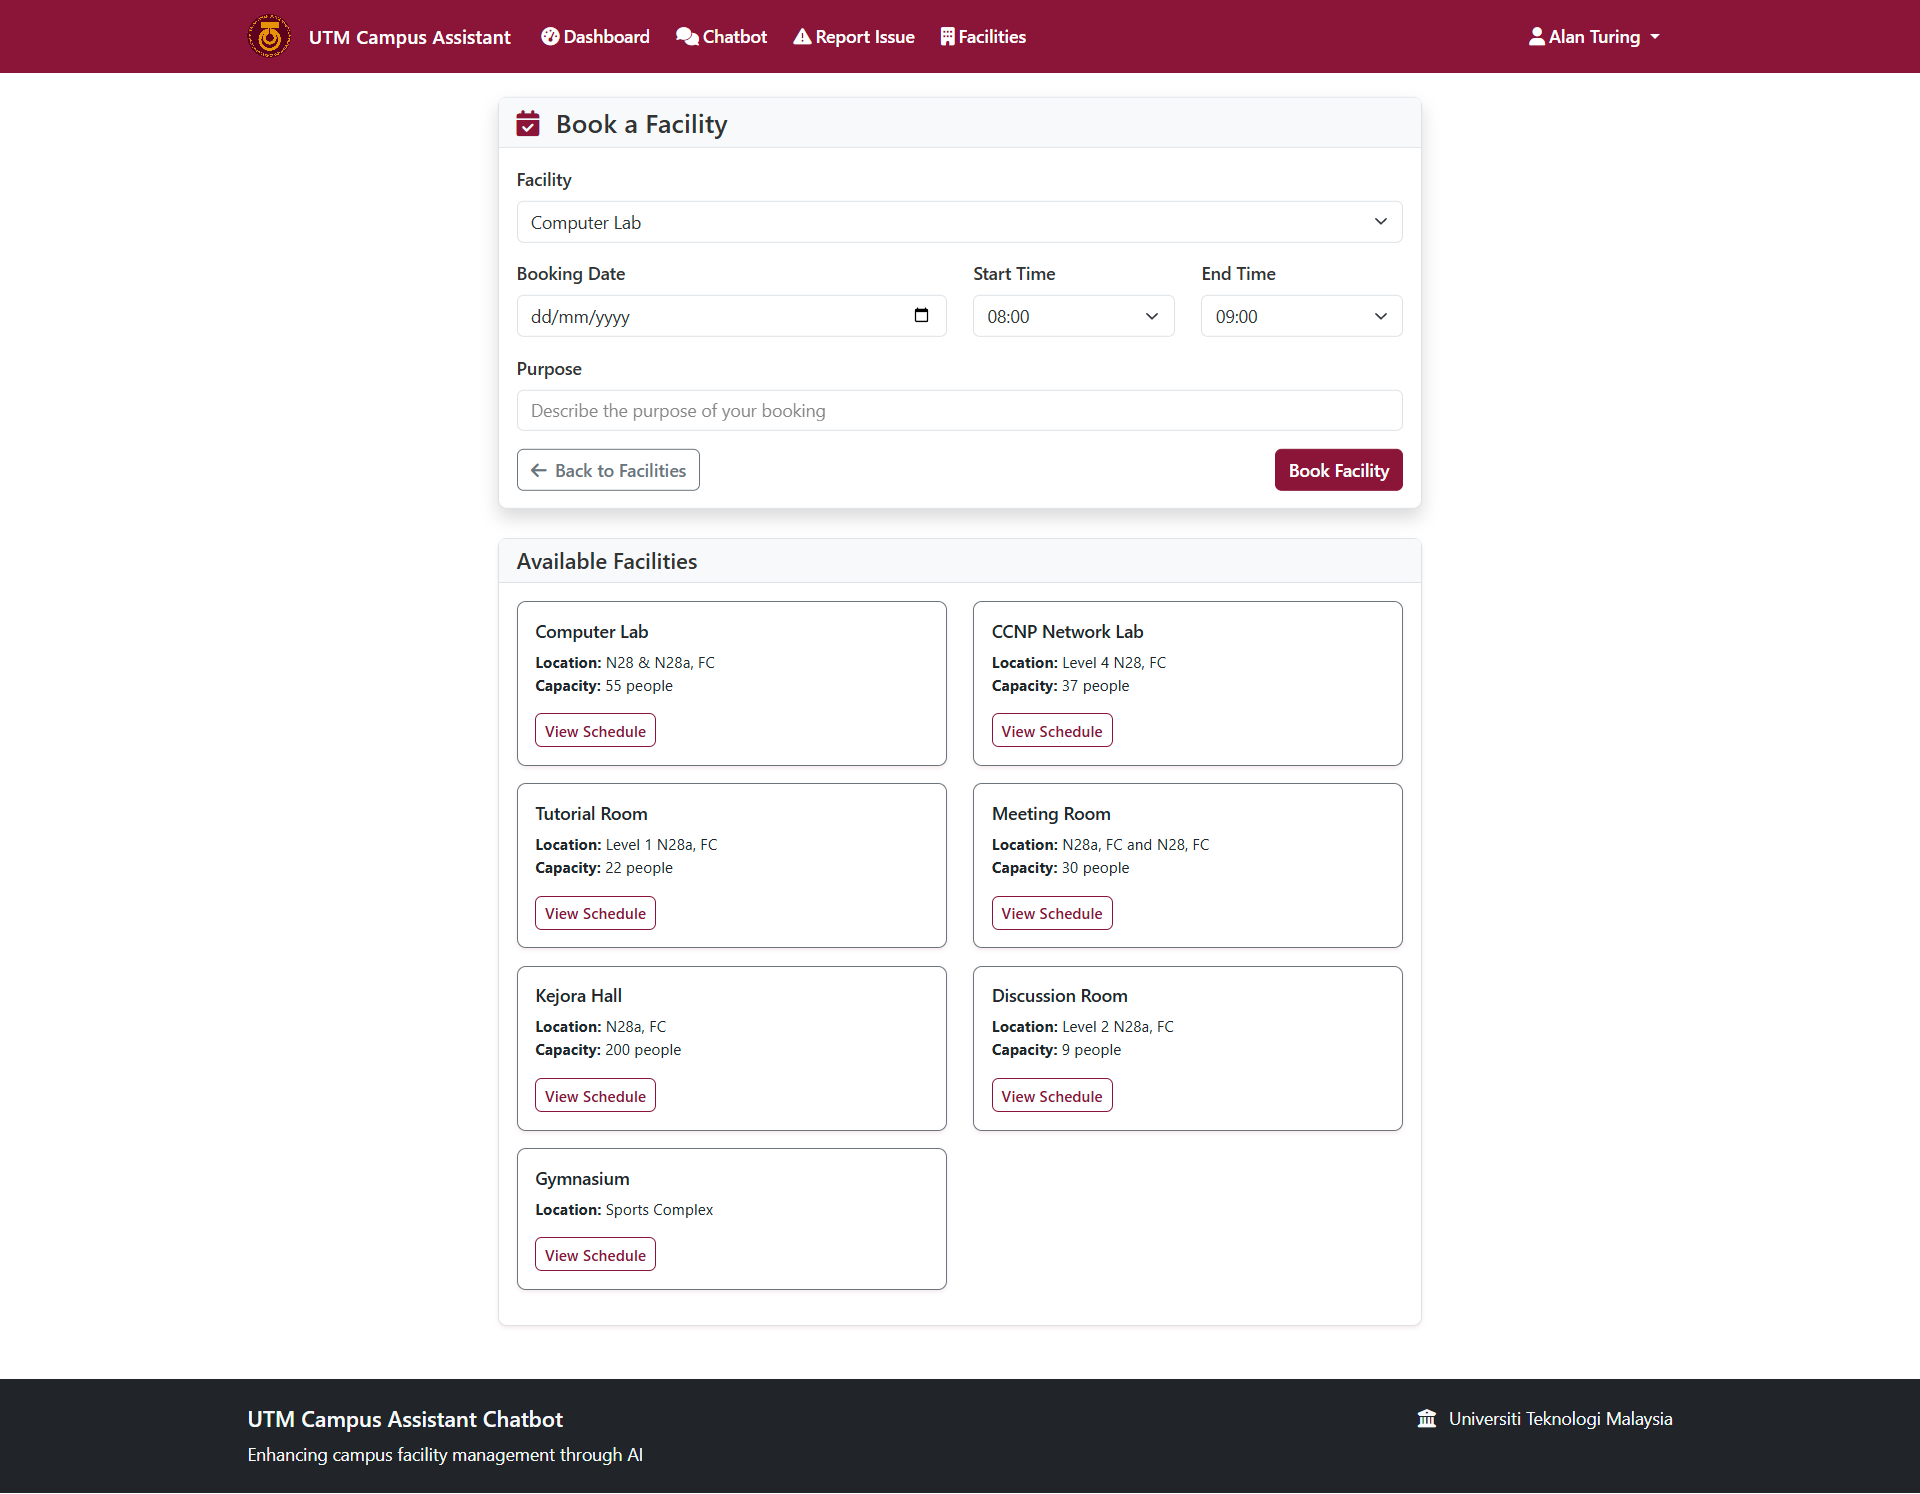 UTM Campus Assistant Dashboard Chatbot Report Issue Facilities Alan Turing
Book a Facility
Facility
Computer Lab
Booking Date Start Time End Time
dd/mm/yyyy 08:00 09:00
Purpose
Describe the purpose of your booking
Back to Facilities Book Facility
Available Facilities
Computer Lab
Location: N28 & N28a, FC
Capacity: 55 people
View Schedule
CCNP Network Lab
Location: Level 4 N28, FC
Capacity: 37 people
View Schedule
Tutorial Room
Location: Level 1 N28a, FC
Capacity: 22 people
View Schedule
Meeting Room
Location: N28a, FC and N28, FC
Capacity: 30 people
View Schedule
Kejora Hall
Location: N28a, FC
Capacity: 200 people
View Schedule
Discussion Room
Location: Level 2 N28a, FC
Capacity: 9 people
View Schedule
Gymnasium
Location: Sports Complex
View Schedule
UTM Campus Assistant Chatbot
Enhancing campus facility management through AI
Universiti Teknologi Malaysia